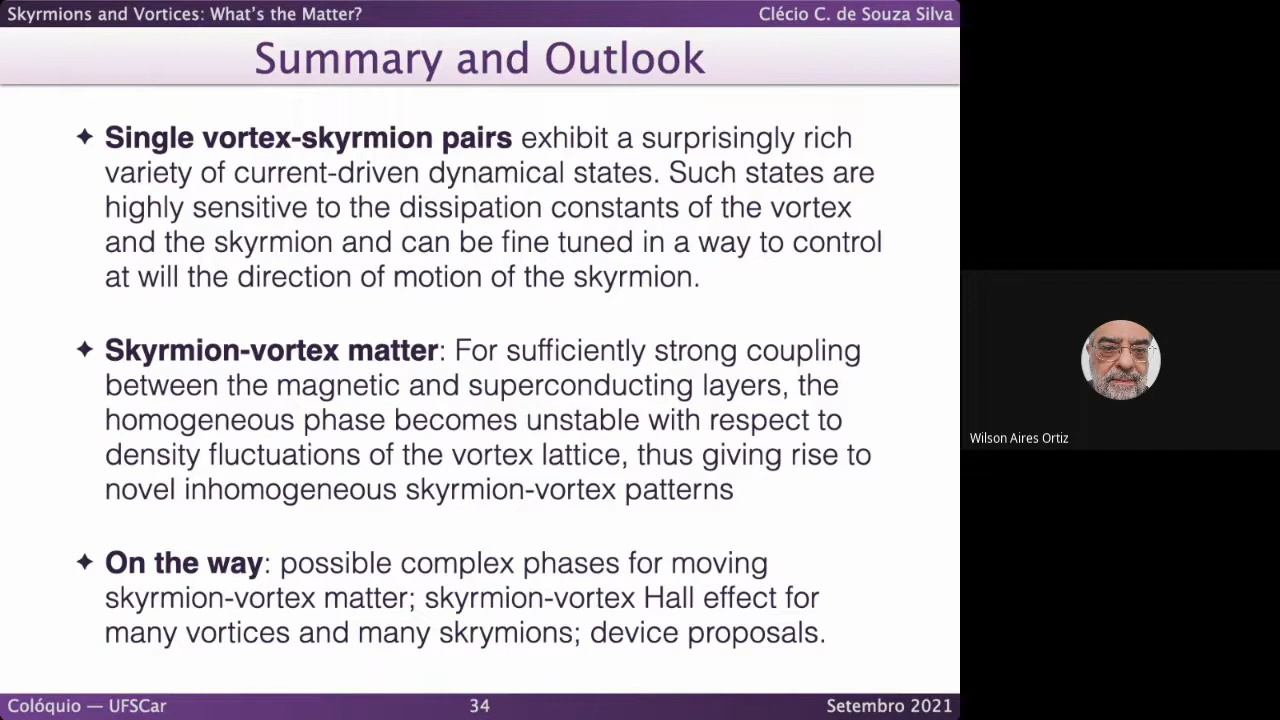 Skyrmions and Vortices: What's the Matter?
Clécio C. de Souza Silva
Summary and Outlook
✦ Single vortex-skyrmion pairs exhibit a surprisingly rich
variety of current-driven dynamical states. Such states are
highly sensitive to the dissipation constants of the vortex
and the skyrmion and can be fine tuned in a way to control
at will the direction of motion of the skyrmion.
✦ Skyrmion-vortex matter: For sufficiently strong coupling
between the magnetic and superconducting layers, the
homogeneous phase becomes unstable with respect to
density fluctuations of the vortex lattice, thus giving rise to
novel inhomogeneous skyrmion-vortex patterns
✦ On the way: possible complex phases for moving
skyrmion-vortex matter; skyrmion-vortex Hall effect for
many vortices and many skrymions; device proposals.
Colóquio — UFSCar
34
Setembro 2021
Wilson Aires Ortiz